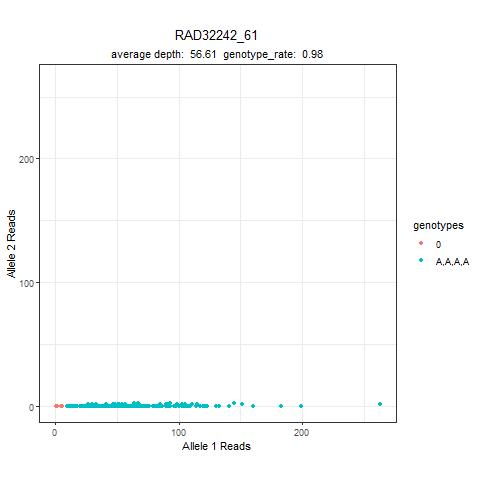 RAD32242_61
average depth: 56.61 genotype_rate: 0.98
Allele 2 Reads
200
100
0
0
100
200
Allele 1 Reads
genotypes
0
A,A,A,A